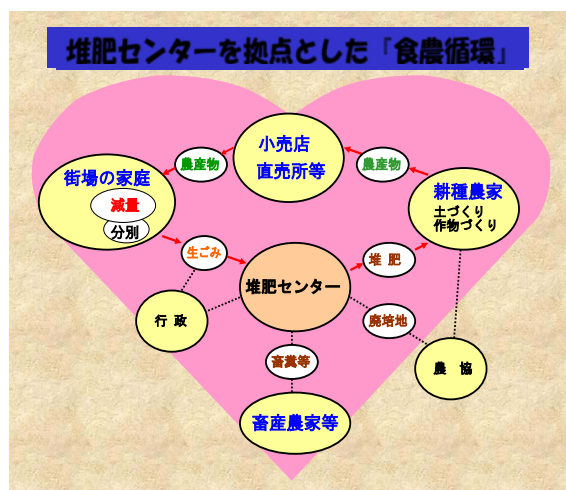 堆肥センターを拠点とした『食農循環』
小売店
直売所等
農産物
農産物
街場の家庭
減量
分別
耕種農家
土づくり
作物づくり
生ごみ
堆 肥
堆肥センター
行 政
廃培地
畜糞等
農 協
畜産農家等